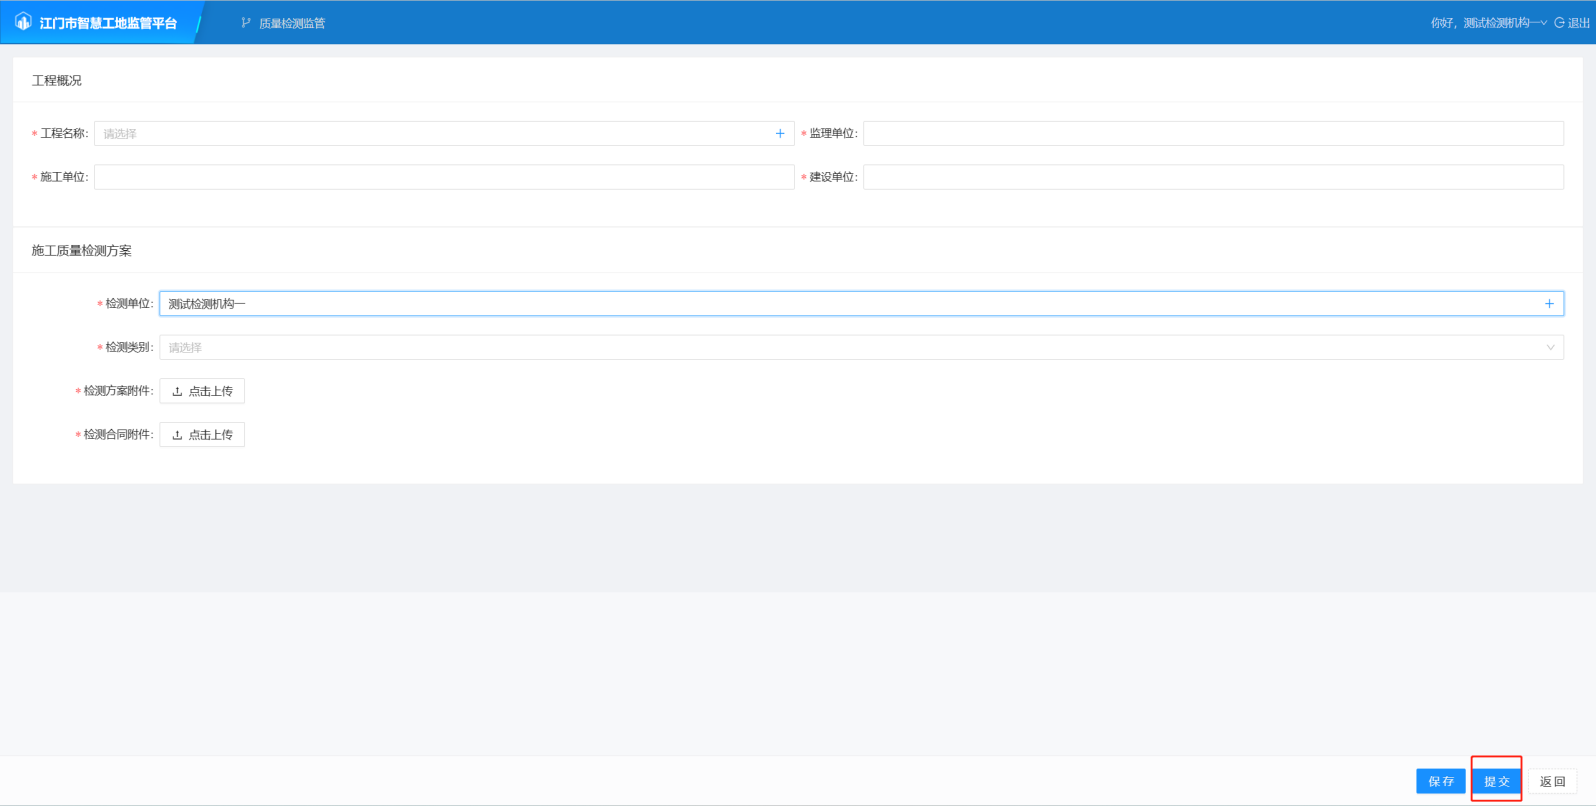 江门市智慧工地监管平台 质量检测监管 你好，测试检测机构一 退出
工程概况
* 工程名称: 请选择 * 监理单位:
* 施工单位: * 建设单位:
施工质量检测方案
* 检测单位: 测试检测机构一
* 检测类别: 请选择
* 检测方案附件: 点击上传
* 检测合同附件: 点击上传
保存 提交 返回